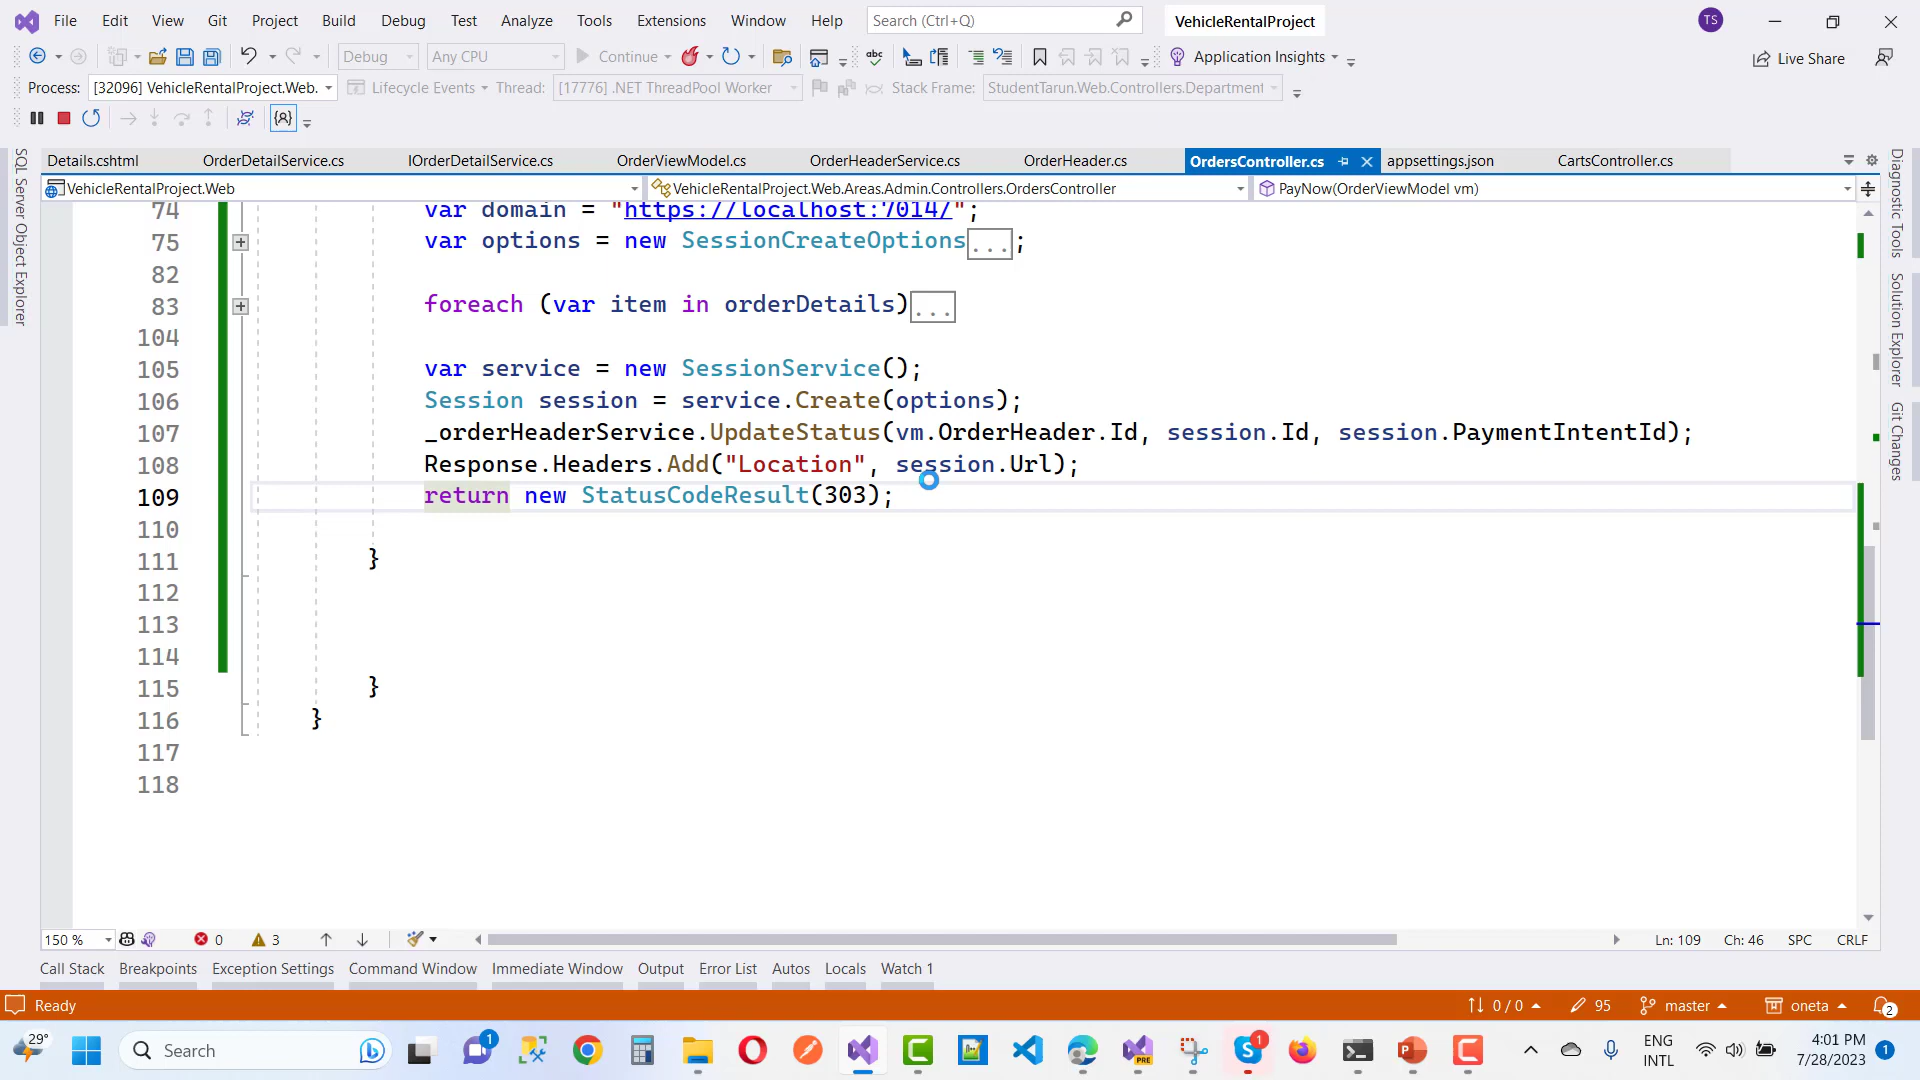 File Edit View Git Project Build Debug Test Analyze Tools Extensions Window Help Search (Ctrl+Q) VehicleRentalProject TS
Debug Any CPU Continue Application Insights Live Share
Process: [32096] VehicleRentalProject.Web. Lifecycle Events Thread: [17776] .NET ThreadPool Worker Stack Frame: StudentTarun.Web.Controllers.Department
Details.cshtml OrderDetailService.cs IOrderDetailService.cs OrderViewModel.cs OrderHeaderService.cs OrderHeader.cs OrdersController.cs appsettings.json CartsController.cs
VehicleRentalProject.Web VehicleRentalProject.Web.Areas.Admin.Controllers.OrdersController PayNow(OrderViewModel vm)
SQL Server Object Explorer
Diagnostic Tools
Solution Explorer
Git Changes
74 var domain = "https://localhost:7014/";
75 var options = new SessionCreateOptions...;
82
83 foreach (var item in orderDetails)...
104
105 var service = new SessionService();
106 Session session = service.Create(options);
107 _orderHeaderService.UpdateStatus(vm.OrderHeader.Id, session.Id, session.PaymentIntentId);
108 Response.Headers.Add("Location", session.Url);
109 return new StatusCodeResult(303);
110
111 }
112
113
114
115 }
116 }
117
118
150 % 0 3 Ln: 109 Ch: 46 SPC CRLF
Call Stack Breakpoints Exception Settings Command Window Immediate Window Output Error List Autos Locals Watch 1
Ready 0 / 0 95 master oneta 2
29° Search 1 PRE 1 ENG INTL 4:01 PM 7/28/2023 1